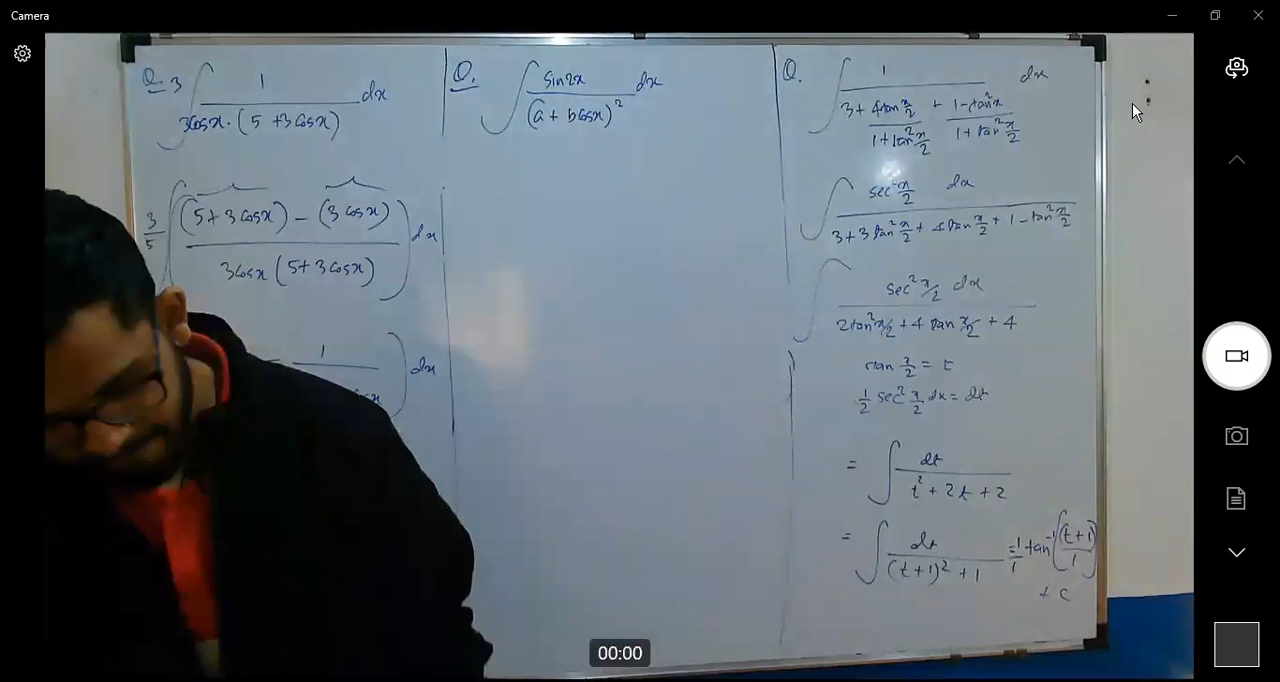 Camera
Q. 3 ∫ 1 / 3cosx · (5 + 3cosx) dx
3/5 ∫ ( (5 + 3cosx) − (3cosx) / 3cosx (5 + 3cosx) ) dx
1 ) dx
Q. ∫ sin2x / (a + bcosx)² dx
Q. ∫ 1 / 3 + 4tan x/2 / 1 + tan² x/2 + 1 − tan² x / 1 + tan² x/2 dx
∫ sec² x/2 dx / 3 + 3tan² x/2 + 4tan x/2 + 1 − tan² x/2
∫ sec² x/2 dx / 2tan² x/2 + 4tan x/2 + 4
tan x/2 = t
1/2 sec² x/2 dx = dt
= ∫ dt / t² + 2t + 2
= ∫ dt / (t+1)² + 1 = 1/1 tan⁻¹ ((t+1)/1)
+ c
00:00